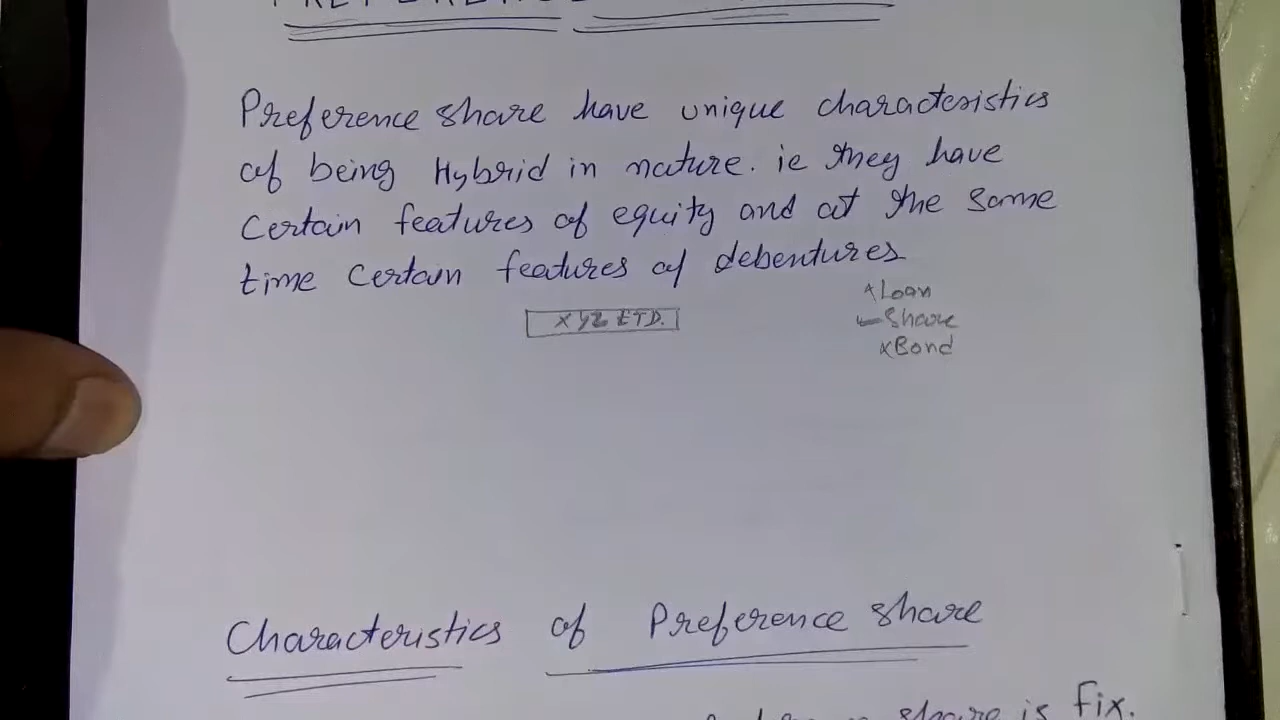 Preference share have unique characteristics
of being Hybrid in nature. ie they have
certain features of equity and at the same
time certain features of debentures
x Loan
XYZ LTD.
Share
x Bond
Characteristics of Preference share
share is fix.